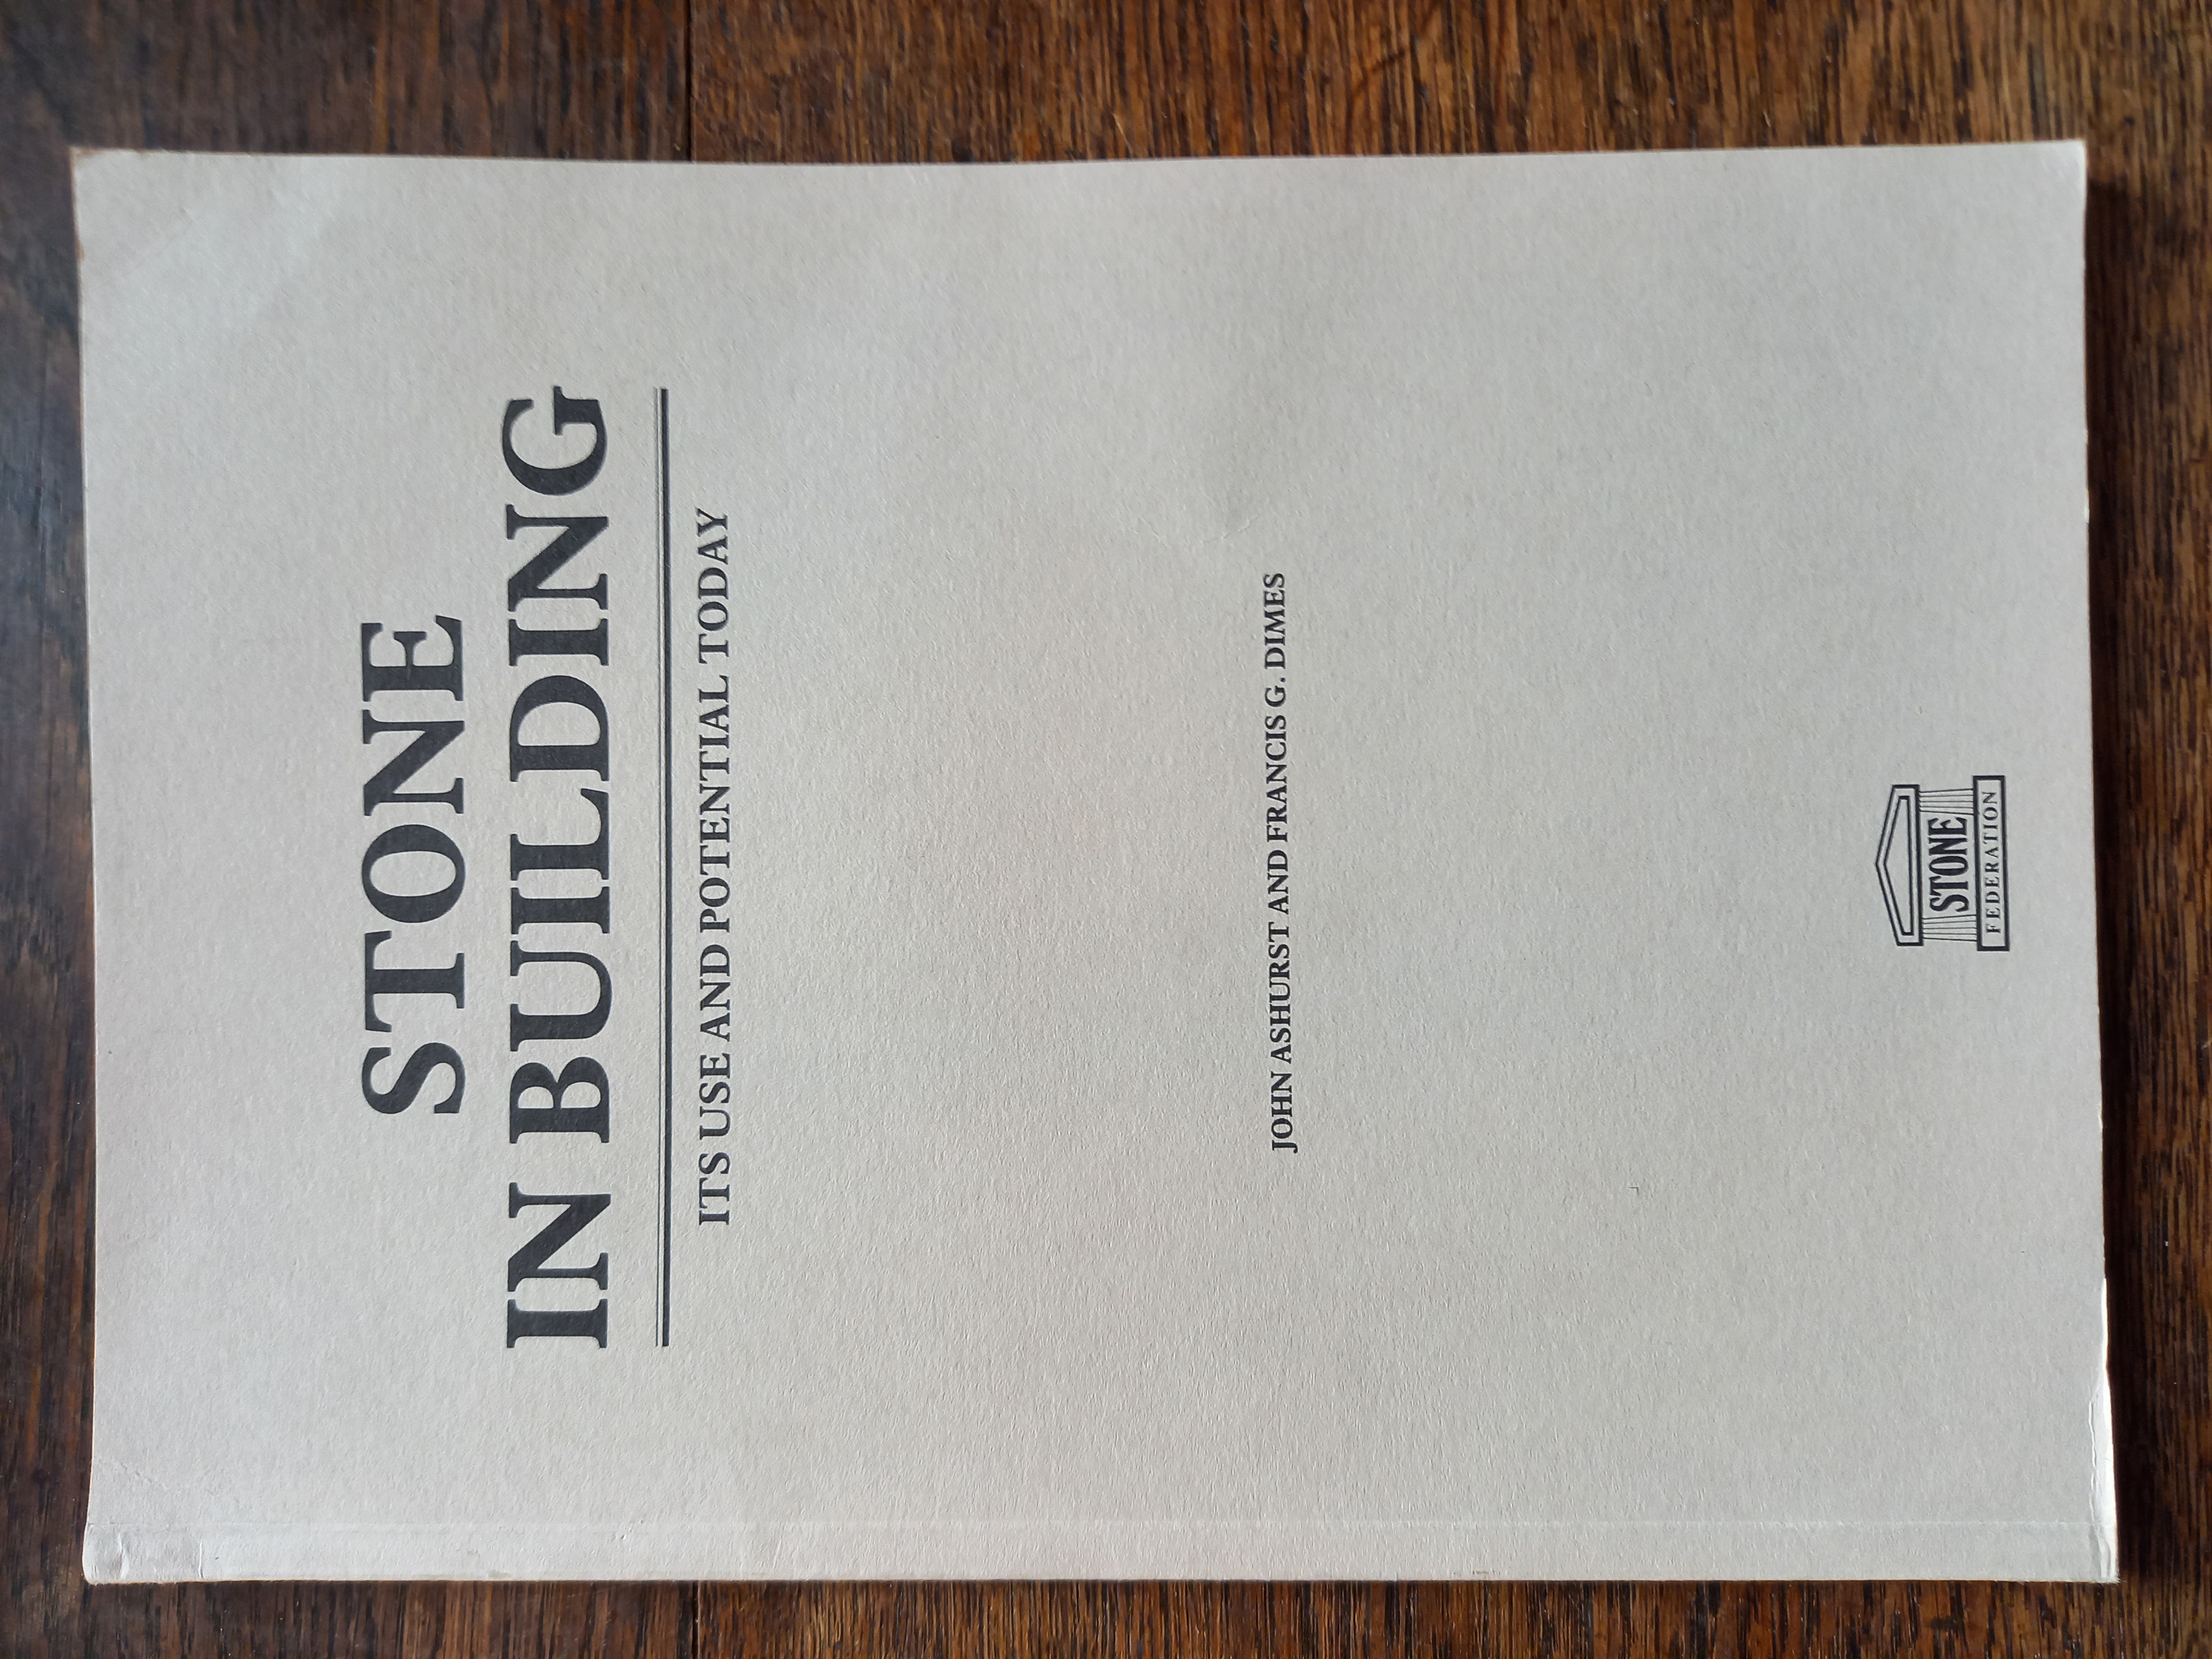 STONE
IN BUILDING
ITS USE AND POTENTIAL TODAY
JOHN ASHURST AND FRANCIS G. DIMES
STONE
FEDERATION